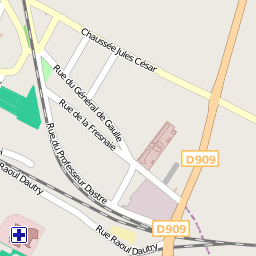 Chaussée Jules César
Rue du Général de Gaulle
Rue de la Fresnaie
Rue du Professeur Dastre
D909
Raoul Dautry
D909
Rue Raoul Dautry